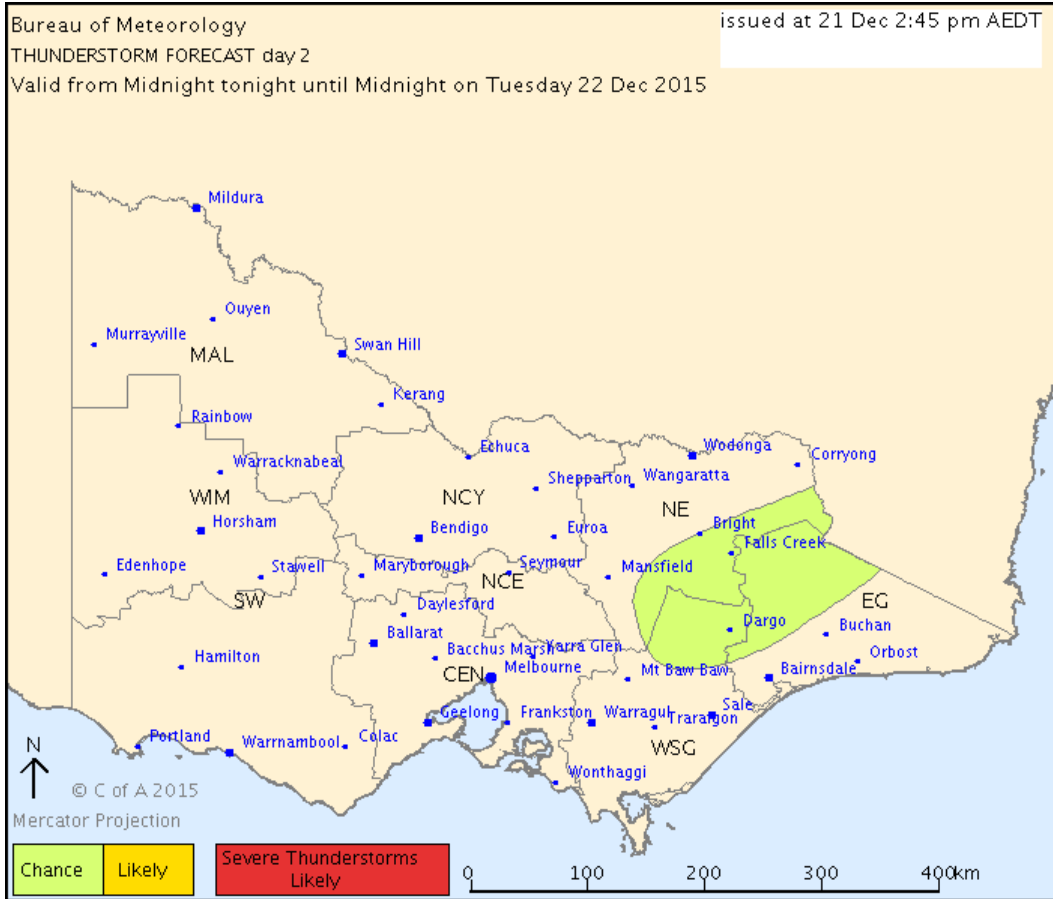 Bureau of Meteorology
issued at 21 Dec 2:45 pm AEDT
THUNDERSTORM FORECAST day 2
Valid from Midnight tonight until Midnight on Tuesday 22 Dec 2015
Mildura
Ouyen
Murrayville
MAL
Swan Hill
Kerang
Rainbow
Echuca
Wodonga
Corryong
Warracknabeal
Shepparton
Wangaratta
WIM
NCY
NE
Horsham
Bendigo
Euroa
Bright
Falls Creek
Edenhope
Stawell
Maryborough
Seymour
Mansfield
NCE
SW
EG
Daylesford
Dargo
Buchan
Ballarat
Bacchus Marsh
Yarra Glen
Orbost
Hamilton
CEN
Melbourne
Mt Baw Baw
Bairnsdale
Geelong
Frankston
Warragul
Traralgon
Sale
Portland
Warrnambool
Colac
WSG
N
Wonthaggi
© C of A 2015
Mercator Projection
Chance
Likely
Severe Thunderstorms
Likely
0 100 200 300 400km